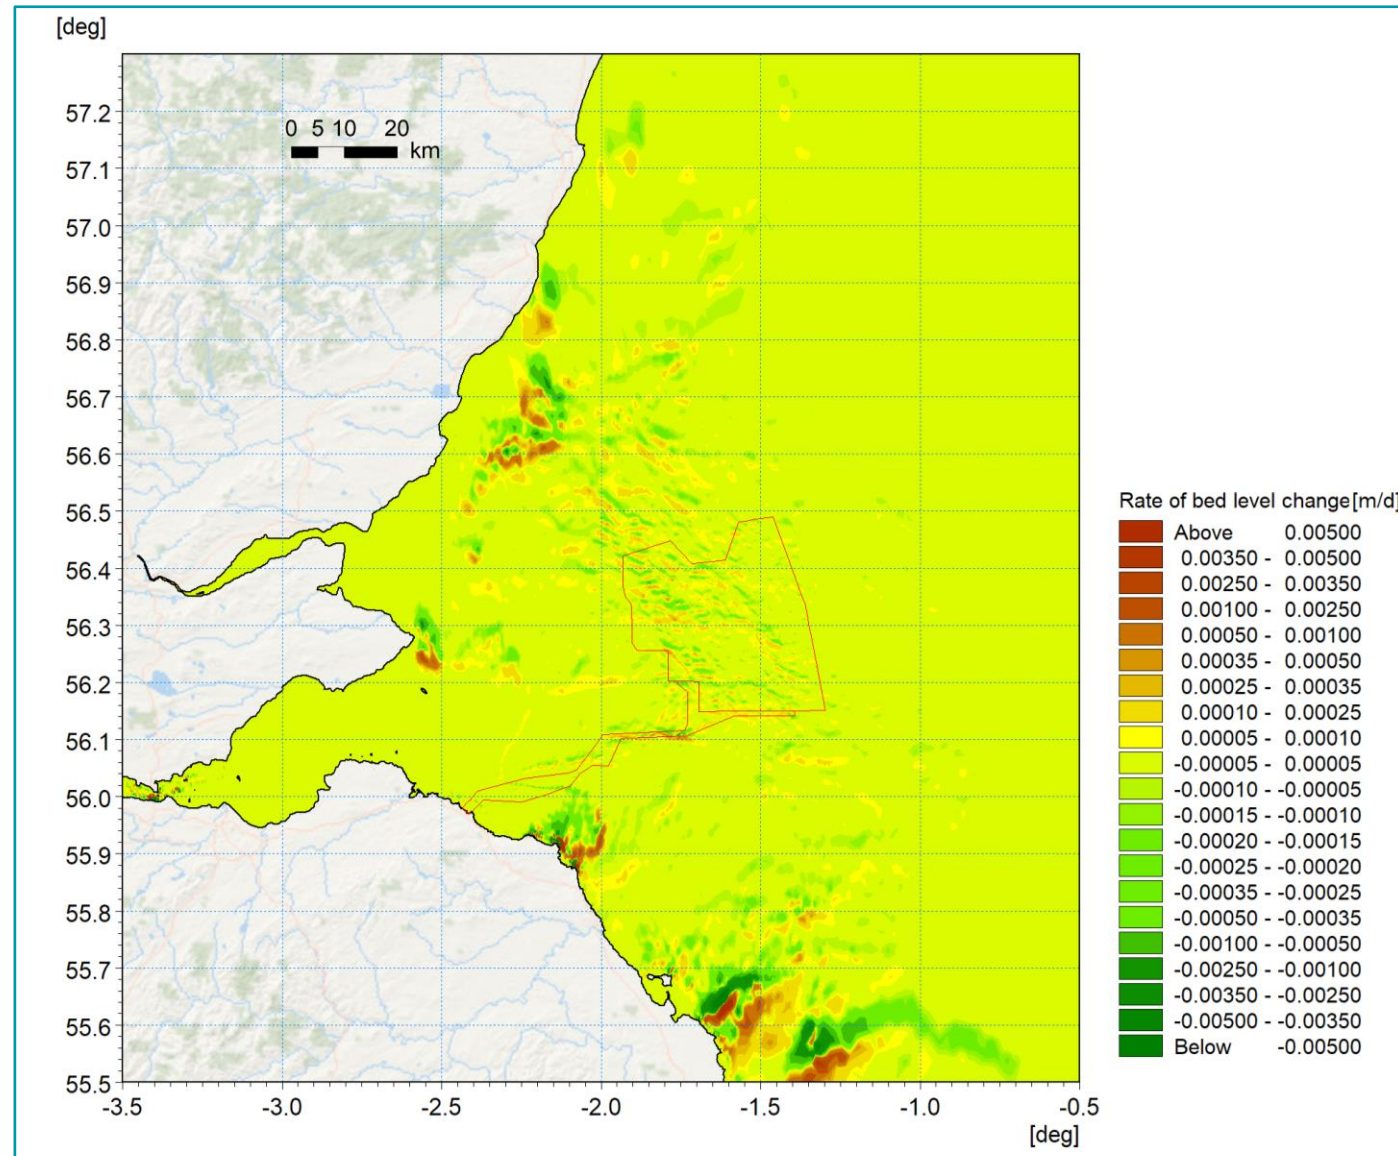 [deg]
57.2
57.1
57.0
56.9
56.8
56.7
56.6
56.5
56.4
56.3
56.2
56.1
56.0
55.9
55.8
55.7
55.6
55.5
0 5 10 20
km
-3.5 -3.0 -2.5 -2.0 -1.5 -1.0 -0.5
[deg]
Rate of bed level change[m/d]
Above 0.00500
0.00350 - 0.00500
0.00250 - 0.00350
0.00100 - 0.00250
0.00050 - 0.00100
0.00035 - 0.00050
0.00025 - 0.00035
0.00010 - 0.00025
0.00005 - 0.00010
-0.00005 - 0.00005
-0.00010 - -0.00005
-0.00015 - -0.00010
-0.00020 - -0.00015
-0.00025 - -0.00020
-0.00035 - -0.00025
-0.00050 - -0.00035
-0.00100 - -0.00050
-0.00250 - -0.00100
-0.00350 - -0.00250
-0.00500 - -0.00350
Below -0.00500